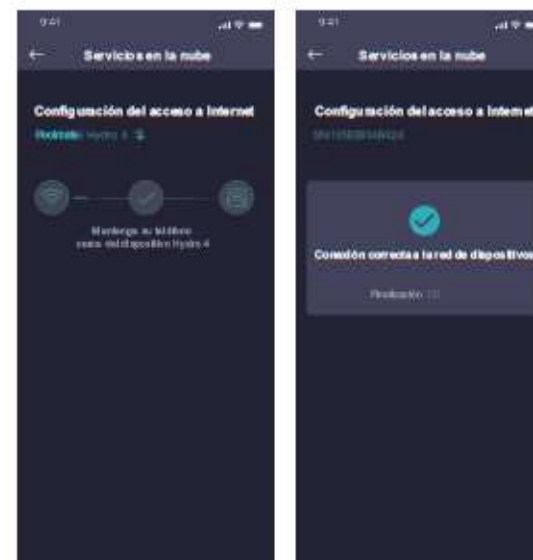 9:41
Servicios en la nube
Configuración del acceso a Internet
Hydro 4
Mantenga su teléfono
cerca del dispositivo Hydro 4
9:41
Servicios en la nube
Configuración del acceso a Internet
Conexión correcta a la red de dispositivos
Finalización